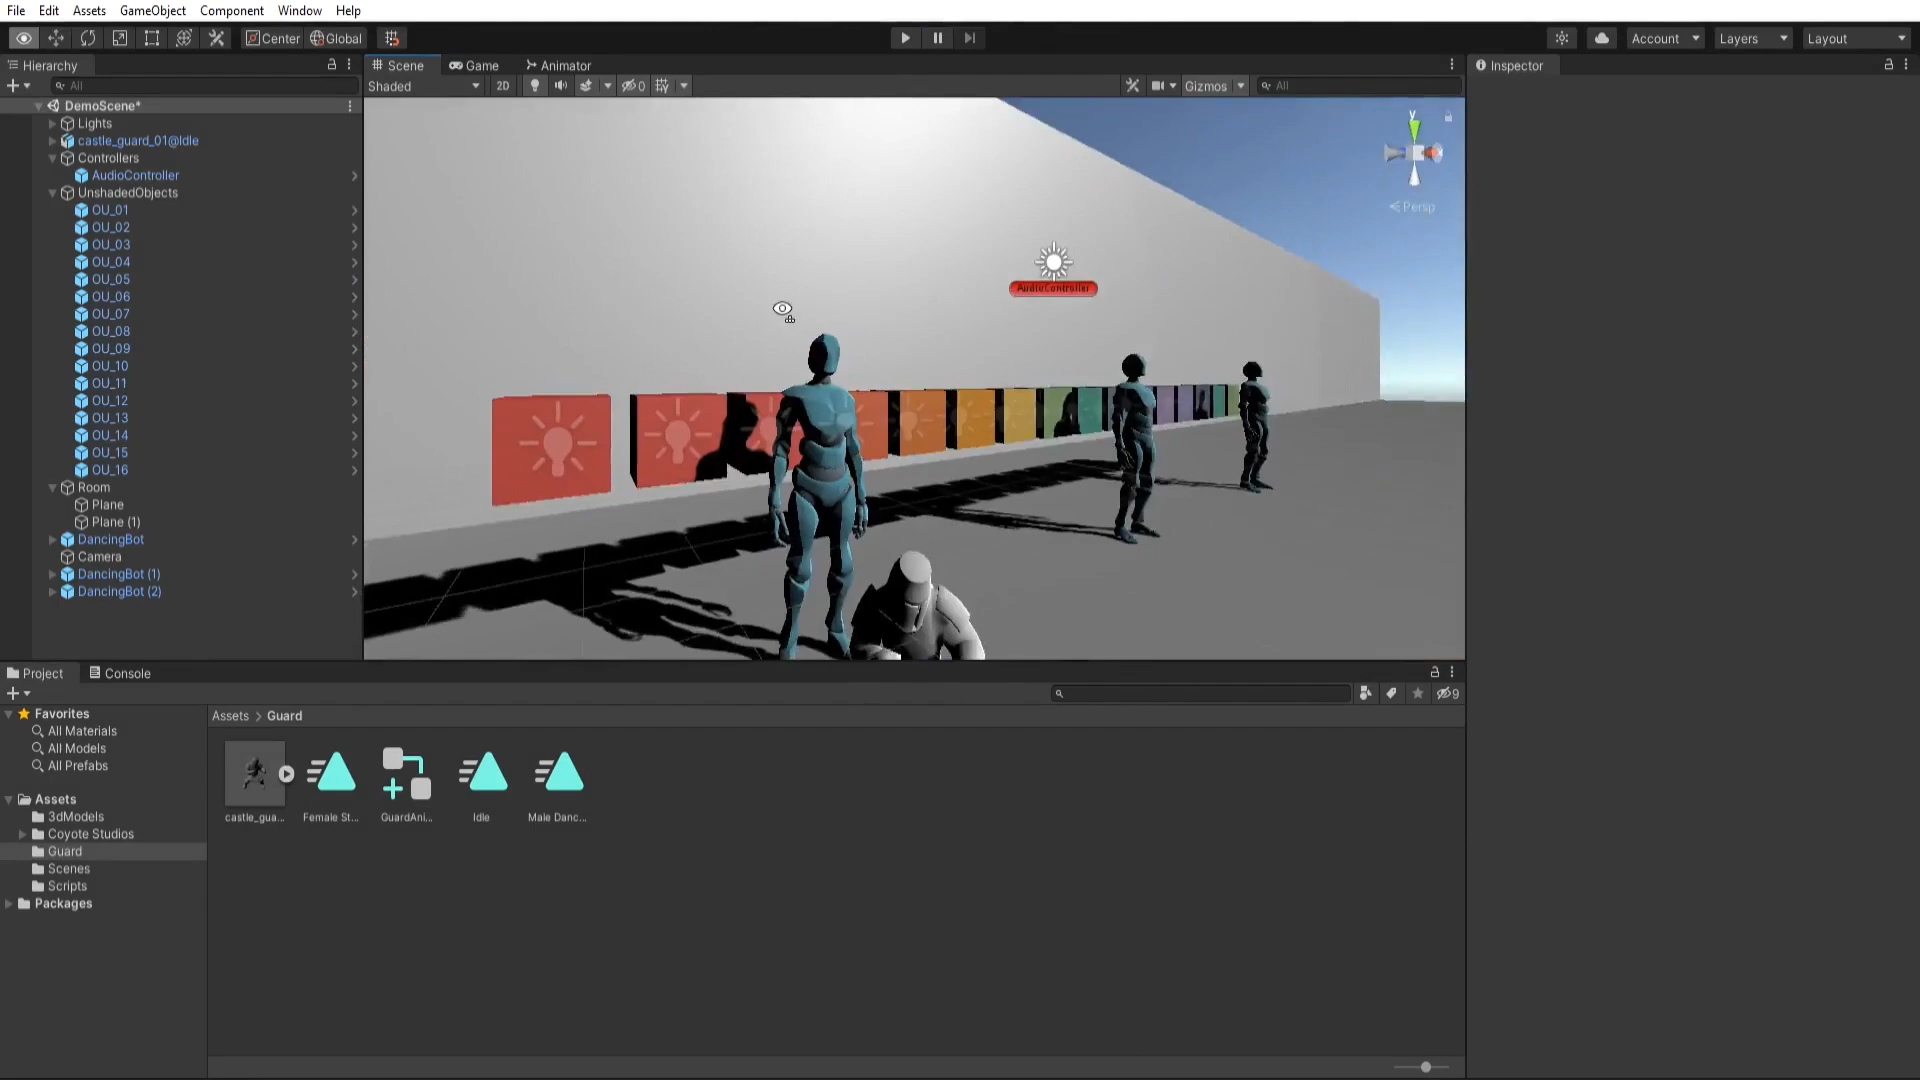 File Edit Assets GameObject Component Window Help
Center Global Account Layers Layout
Hierarchy
All
DemoScene*
Lights
castle_guard_01@Idle
Controllers
AudioController
UnshadedObjects
OU_01
OU_02
OU_03
OU_04
OU_05
OU_06
OU_07
OU_08
OU_09
OU_10
OU_11
OU_12
OU_13
OU_14
OU_15
OU_16
Room
Plane
Plane (1)
DancingBot
Camera
DancingBot (1)
DancingBot (2)
Scene Game Animator
Shaded 2D 0 Gizmos All
y
Persp
AudioController
Inspector
Project Console
9
Favorites
All Materials
All Models
All Prefabs
Assets
3dModels
Coyote Studios
Guard
Scenes
Scripts
Packages
Assets > Guard
castle_gua... Female St... GuardAni... Idle Male Danc...